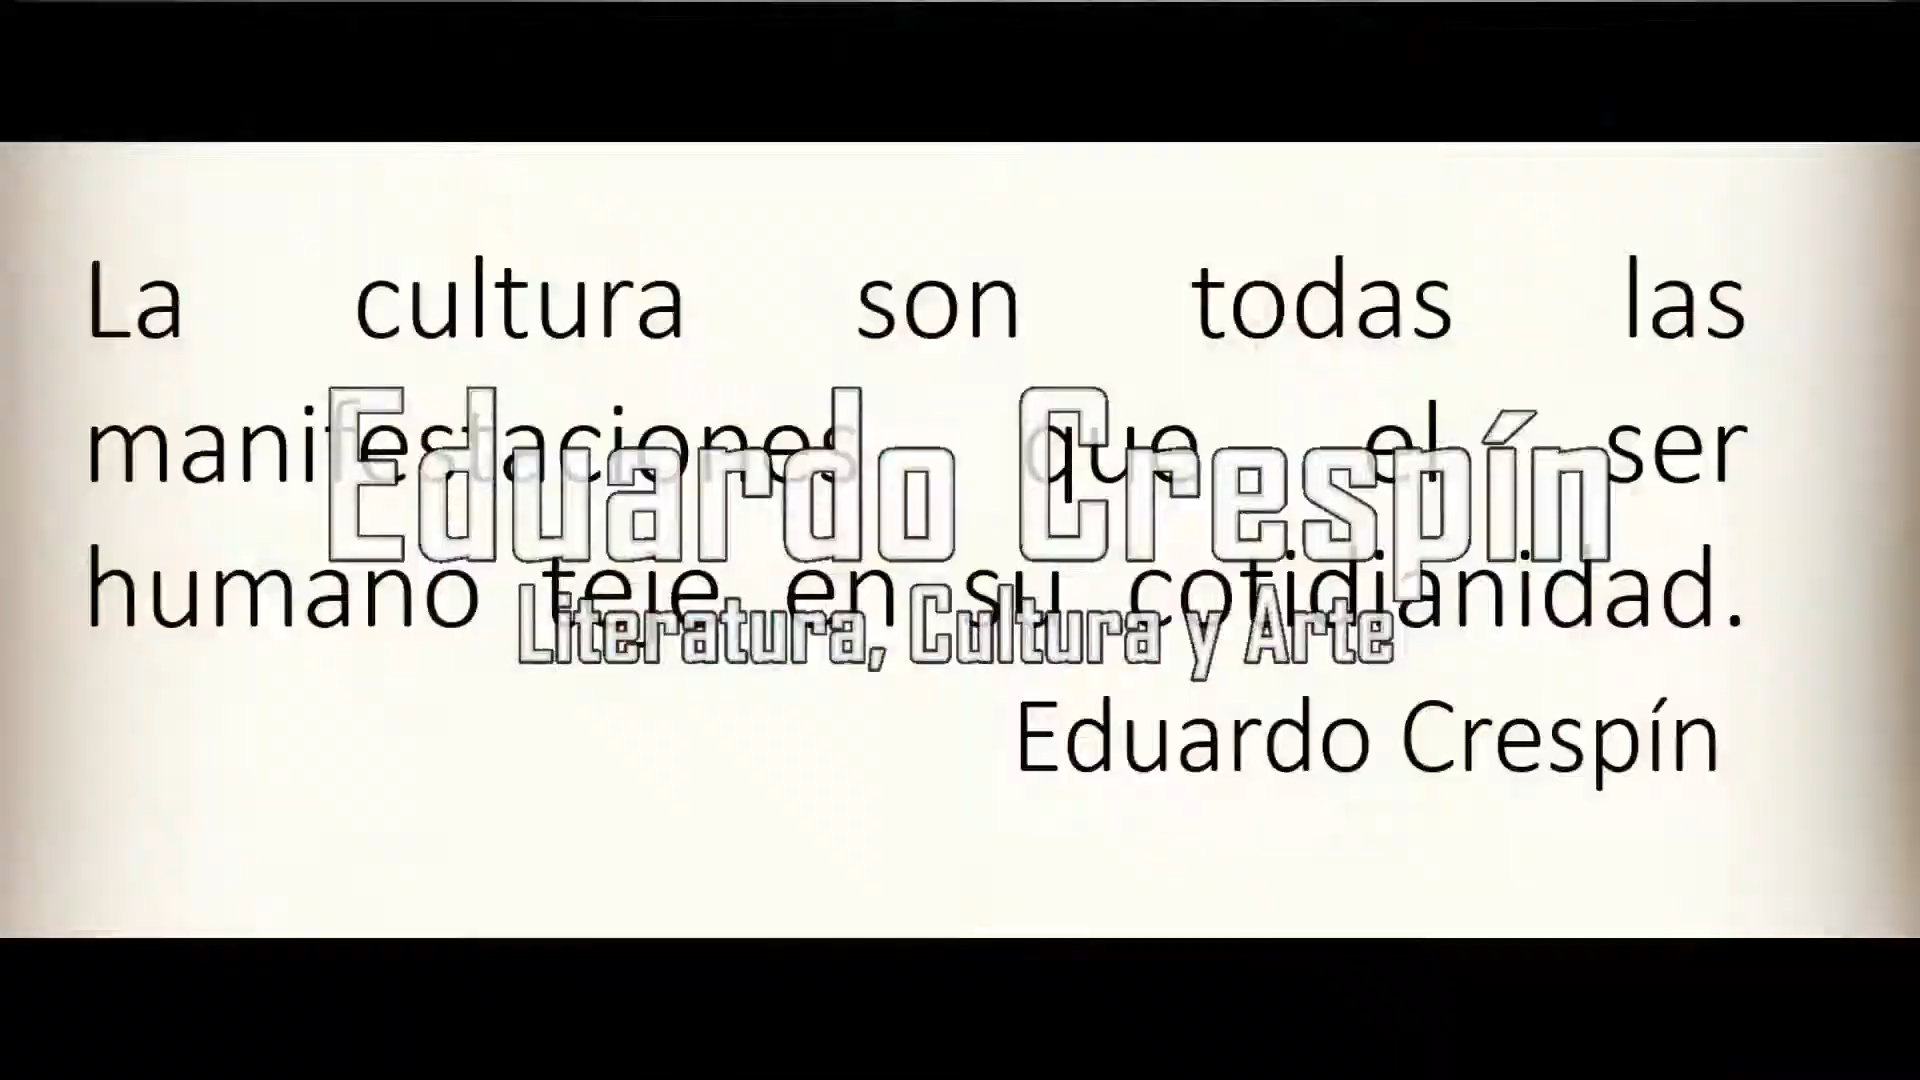 La cultura son todas las
manifestaciones que el ser
humano teje en su cotidianidad.
Eduardo Crespín
Eduardo Crespín
Literatura, Cultura y Arte